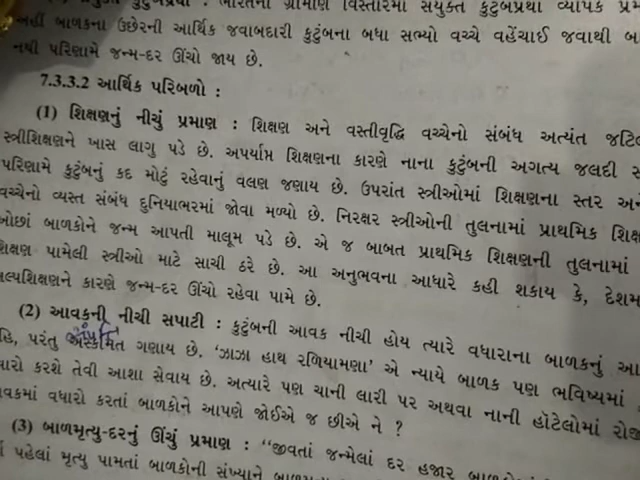 કુટુંબપ્રથા : ભારતના ગ્રામીણ વિસ્તારમાં સંયુક્ત કુટુંબપ્રથા વ્યાપક
અહીં બાળકના ઉછેરની આર્થિક જવાબદારી કુટુંબના બધા સભ્યો વચ્ચે વહેંચાઈ જવાથી
નથી પરિણામે જન્મ-દર ઊંચો જાય છે.
7.3.3.2 આર્થિક પરિબળો :
(1) શિક્ષણનું નીચું પ્રમાણ : શિક્ષણ અને વસ્તીવૃદ્ધિ વચ્ચેનો સંબંધ અત્યંત
સ્ત્રીશિક્ષણને ખાસ લાગુ પડે છે. અપર્યાપ્ત શિક્ષણના કારણે નાના કુટુંબની અગત્ય જલદી
પરિણામે કુટુંબનું કદ મોટું રહેવાનું વલણ જણાય છે. ઉપરાંત સ્ત્રીઓમાં શિક્ષણના સ્તર
વચ્ચેનો વ્યસ્ત સંબંધ દુનિયાભરમાં જોવા મળ્યો છે. નિરક્ષર સ્ત્રીઓની તુલનામાં પ્રાથમિક
ઓછાં બાળકોને જન્મ આપતી માલૂમ પડે છે. એ જ બાબત પ્રાથમિક શિક્ષણની તુલનામાં
શિક્ષણ પામેલી સ્ત્રીઓ માટે સાચી ઠરે છે. આ અનુભવના આધારે કહી શકાય કે, દેશમાં
અલ્પશિક્ષણને કારણે જન્મ-દર ઊંચો રહેવા પામે છે.
(2) આવકની નીચી સપાટી : કુટુંબની આવક નીચી હોય ત્યારે વધારાના બાળકનું
પરંતુ ગણાય છે. ‘ઝાઝા હાથ રળિયામણા’ એ ન્યાયે બાળક પણ ભવિષ્યમાં
કરશે તેવી આશા સેવાય છે. અત્યારે પણ ચાની લારી પર અથવા નાની હૉટેલોમાં
આવકમાં વધારો કરતાં બાળકોને આપણે જોઈએ જ છીએ ને ?
(3) બાળમૃત્યુ-દરનું ઊંચું પ્રમાણ : “જીવતાં જન્મેલાં દર હજાર
પહેલાં મૃત્યુ પામતાં બાળકોની સંખ્યાને